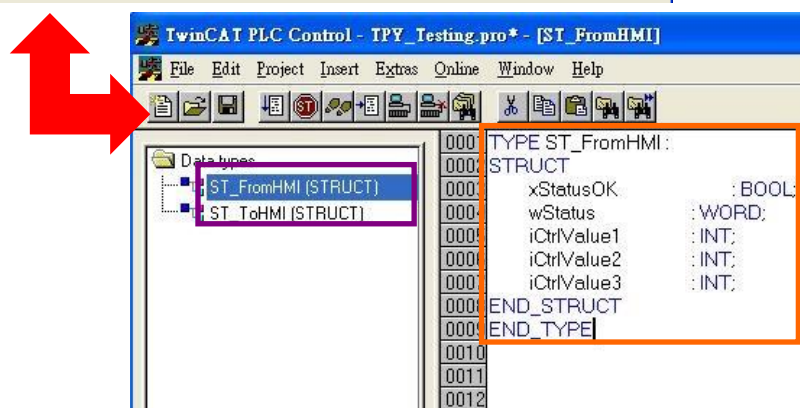 TwinCAT PLC Control - TPY_Testing.pro* - [ST_FromHMI]
File Edit Project Insert Extras Online Window Help
Data types
ST_FromHMI (STRUCT)
ST_ToHMI (STRUCT)
0001 TYPE ST_FromHMI :
0002 STRUCT
0003 xStatusOK : BOOL;
0004 wStatus : WORD;
0005 iCtrlValue1 : INT;
0006 iCtrlValue2 : INT;
0007 iCtrlValue3 : INT;
0008 END_STRUCT
0009 END_TYPE
0010
0011
0012